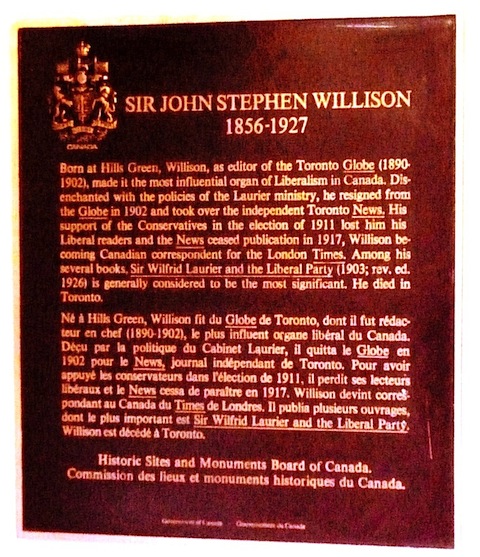 CANADA
SIR JOHN STEPHEN WILLISON
1856-1927
Born at Hills Green, Willison, as editor of the Toronto Globe (1890-
1902), made it the most influential organ of Liberalism in Canada. Dis-
enchanted with the policies of the Laurier ministry, he resigned from
the Globe in 1902 and took over the independent Toronto News. His
support of the Conservatives in the election of 1911 lost him his
Liberal readers and the News ceased publication in 1917, Willison be-
coming Canadian correspondent for the London Times. Among his
several books, Sir Wilfrid Laurier and the Liberal Party (1903; rev. ed.
1926) is generally considered to be the most significant. He died in
Toronto.
Né à Hills Green, Willison fit du Globe de Toronto, dont il fut rédac-
teur en chef (1890-1902), le plus influent organe libéral du Canada.
Déçu par la politique du Cabinet Laurier, il quitta le Globe en
1902 pour le News, journal indépendant de Toronto. Pour avoir
appuyé les conservateurs dans l'élection de 1911, il perdit ses lecteurs
libéraux et le News cessa de paraître en 1917. Willison devint corres-
pondant au Canada du Times de Londres. Il publia plusieurs ouvrages,
dont le plus important est Sir Wilfrid Laurier and the Liberal Party.
Willison est décédé à Toronto.
Historic Sites and Monuments Board of Canada.
Commission des lieux et monuments historiques du Canada.
Government of Canada Gouvernement du Canada